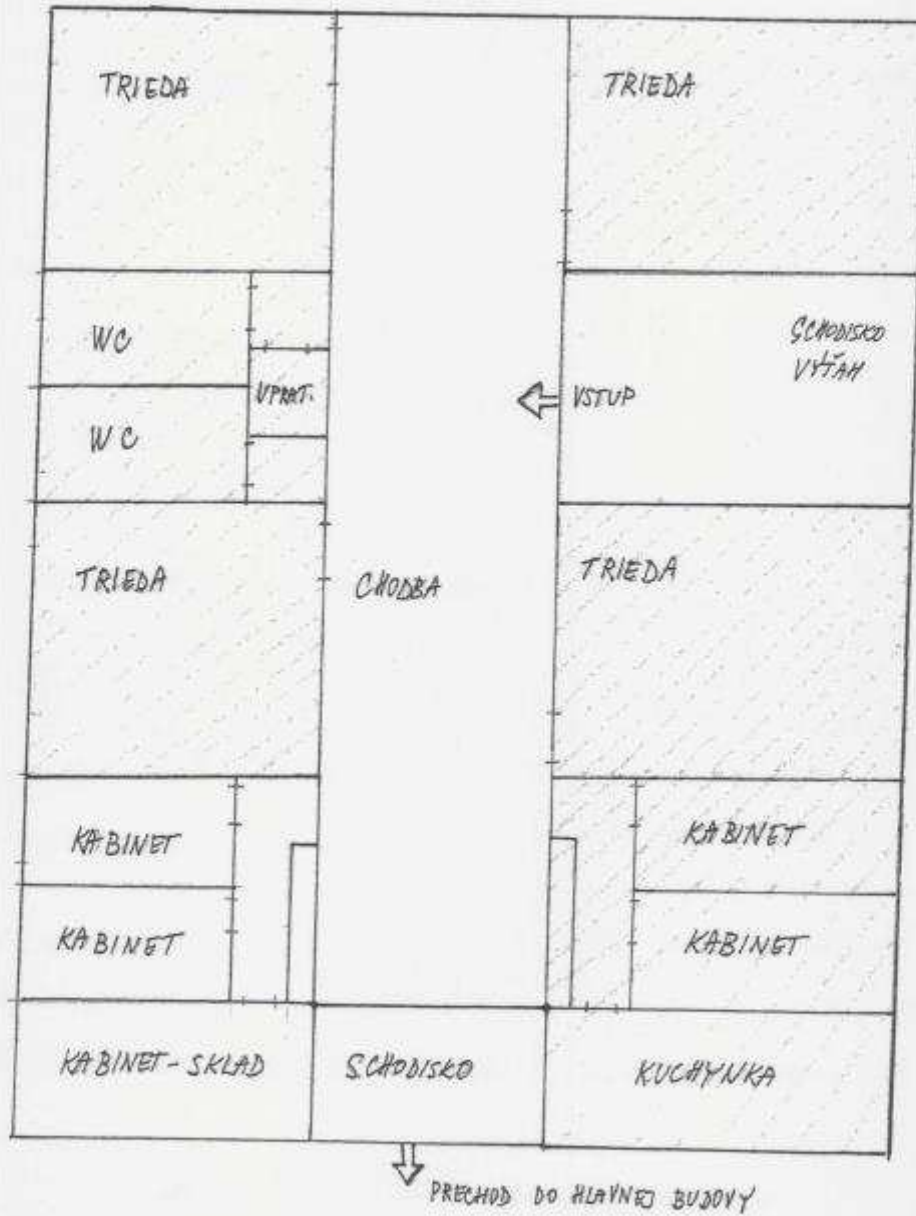 TRIEDA
TRIEDA
WC
UPRAT.
WC
SCHODISKO
VÝŤAH
VSTUP
TRIEDA
CHODBA
TRIEDA
KABINET
KABINET
KABINET
KABINET
KABINET - SKLAD
SCHODISKO
KUCHYNKA
PRECHOD DO HLAVNEJ BUDOVY